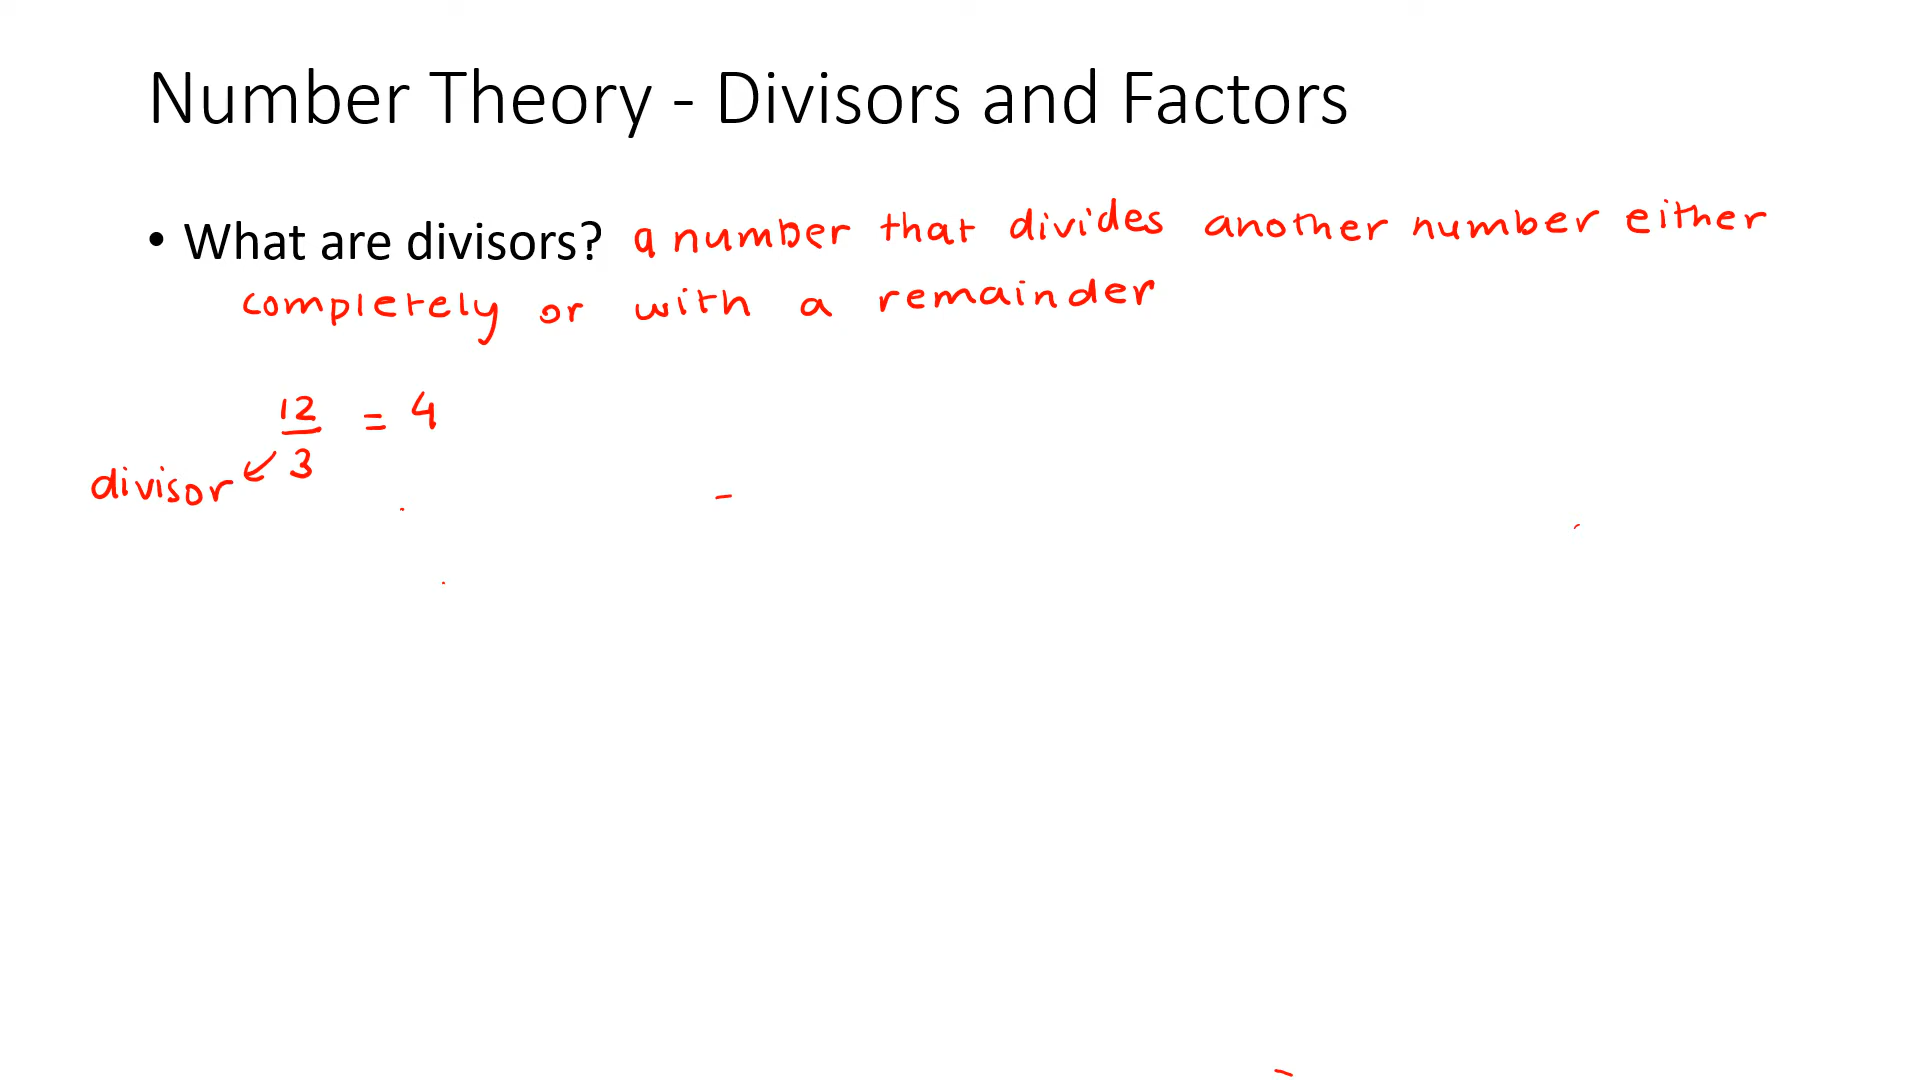 Number Theory - Divisors and Factors
• What are divisors? a number that divides another number either
completely or with a remainder
12/3 = 4
divisor